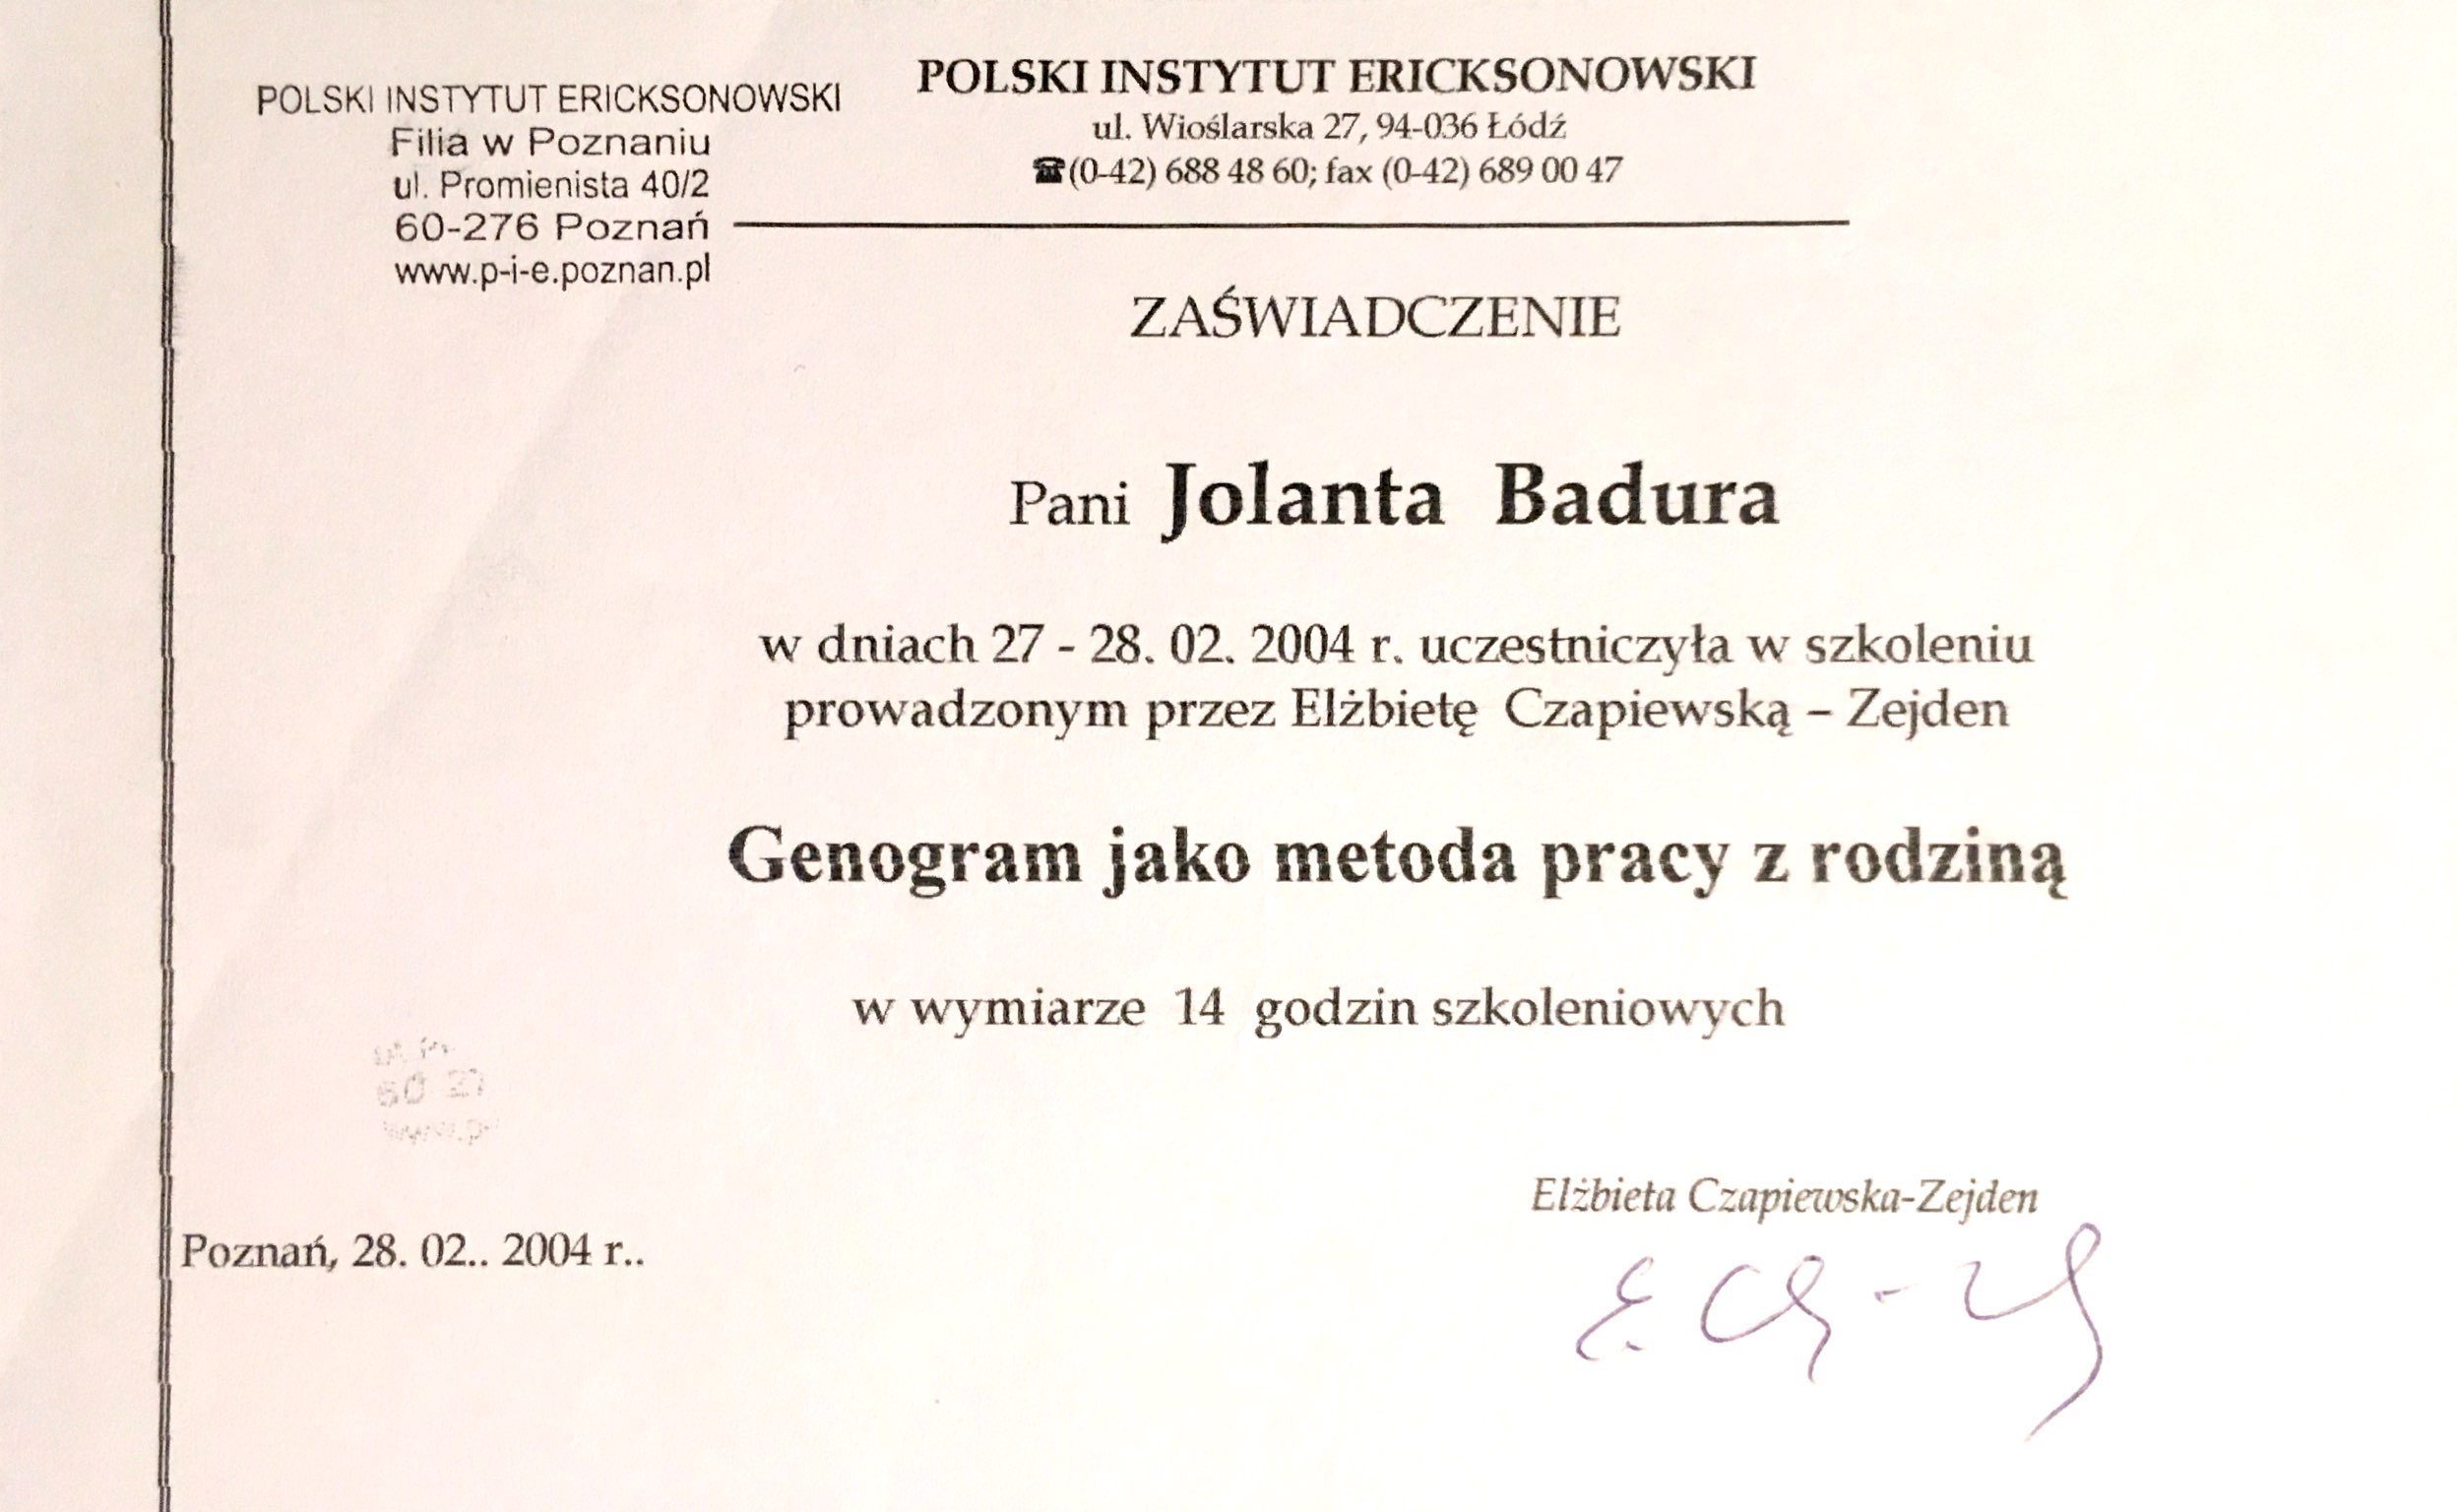 POLSKI INSTYTUT ERICKSONOWSKI
Filia w Poznaniu
ul. Promienista 40/2
60-276 Poznań
www.p-i-e.poznan.pl
POLSKI INSTYTUT ERICKSONOWSKI
ul. Wioślarska 27, 94-036 Łódź
☎(0-42) 688 48 60; fax (0-42) 689 00 47
ZAŚWIADCZENIE
Pani Jolanta Badura
w dniach 27 - 28. 02. 2004 r. uczestniczyła w szkoleniu
prowadzonym przez Elżbietę Czapiewską – Zejden
Genogram jako metoda pracy z rodziną
w wymiarze 14 godzin szkoleniowych
Elżbieta Czapiewska-Zejden
Poznań, 28. 02.. 2004 r..